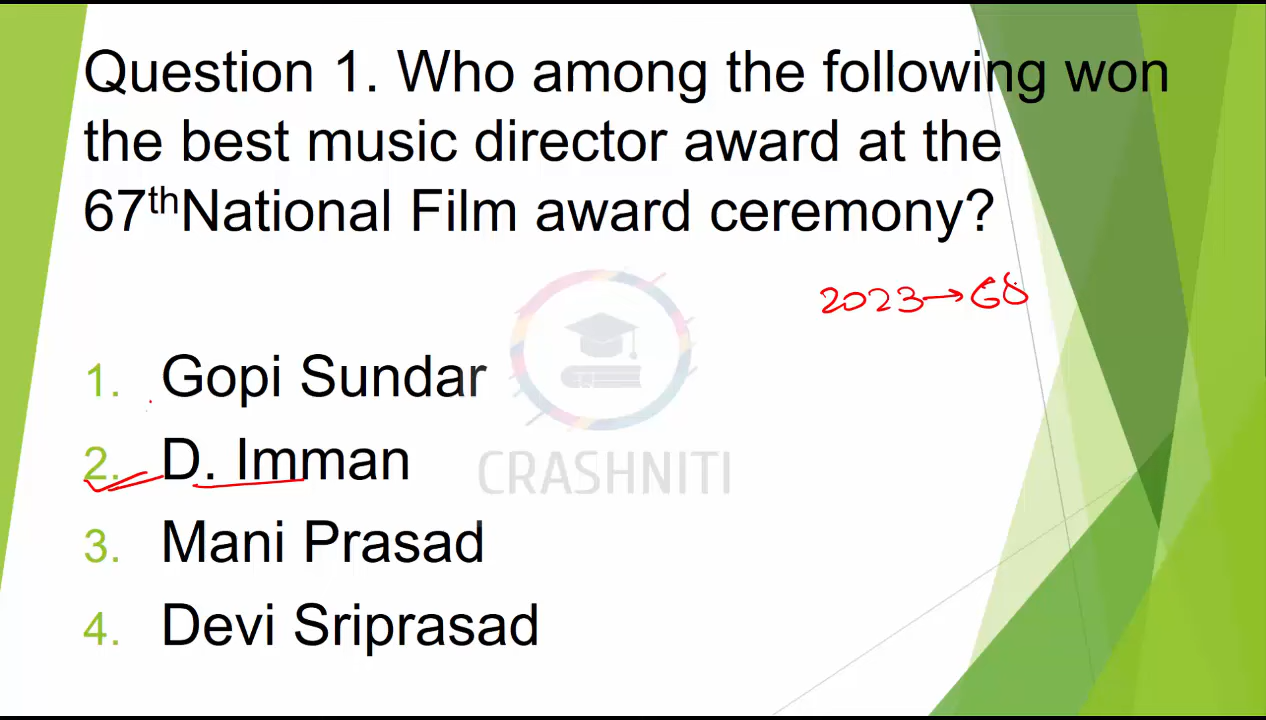 Question 1. Who among the following won
the best music director award at the
67thNational Film award ceremony?
2023→68
1. Gopi Sundar
2. D. Imman
CRASHNITI
3. Mani Prasad
4. Devi Sriprasad